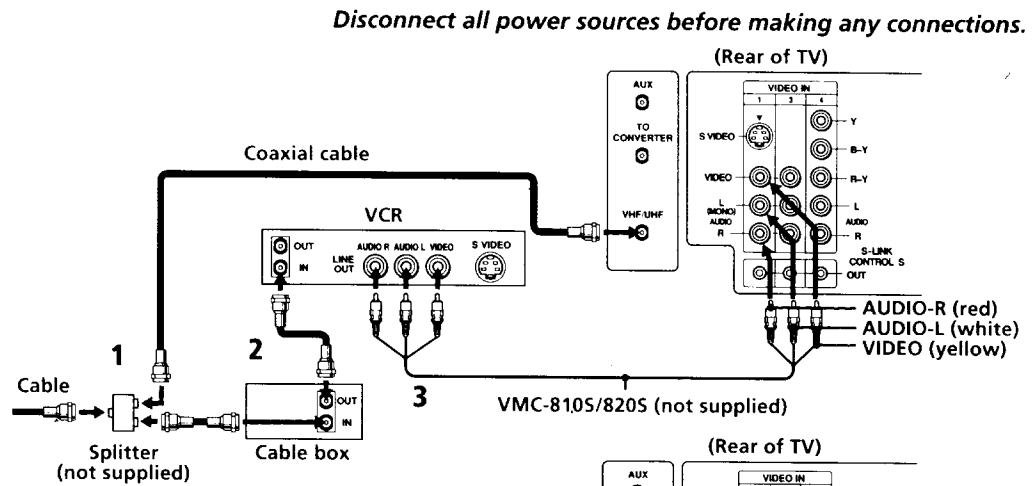 Disconnect all power sources before making any connections.
(Rear of TV)
AUX
TO
CONVERTER
VHF/UHF
VIDEO IN
1 3 4
S VIDEO
Y
B–Y
VIDEO
R–Y
L
(MONO)
AUDIO
R
L
AUDIO
R
S-LINK
CONTROL S
OUT
Coaxial cable
VCR
OUT
IN
LINE
OUT
AUDIO R AUDIO L VIDEO
S VIDEO
AUDIO-R (red)
AUDIO-L (white)
VIDEO (yellow)
1
2
3
Cable
Splitter
(not supplied)
OUT
IN
Cable box
VMC-810S/820S (not supplied)
(Rear of TV)
AUX
VIDEO IN